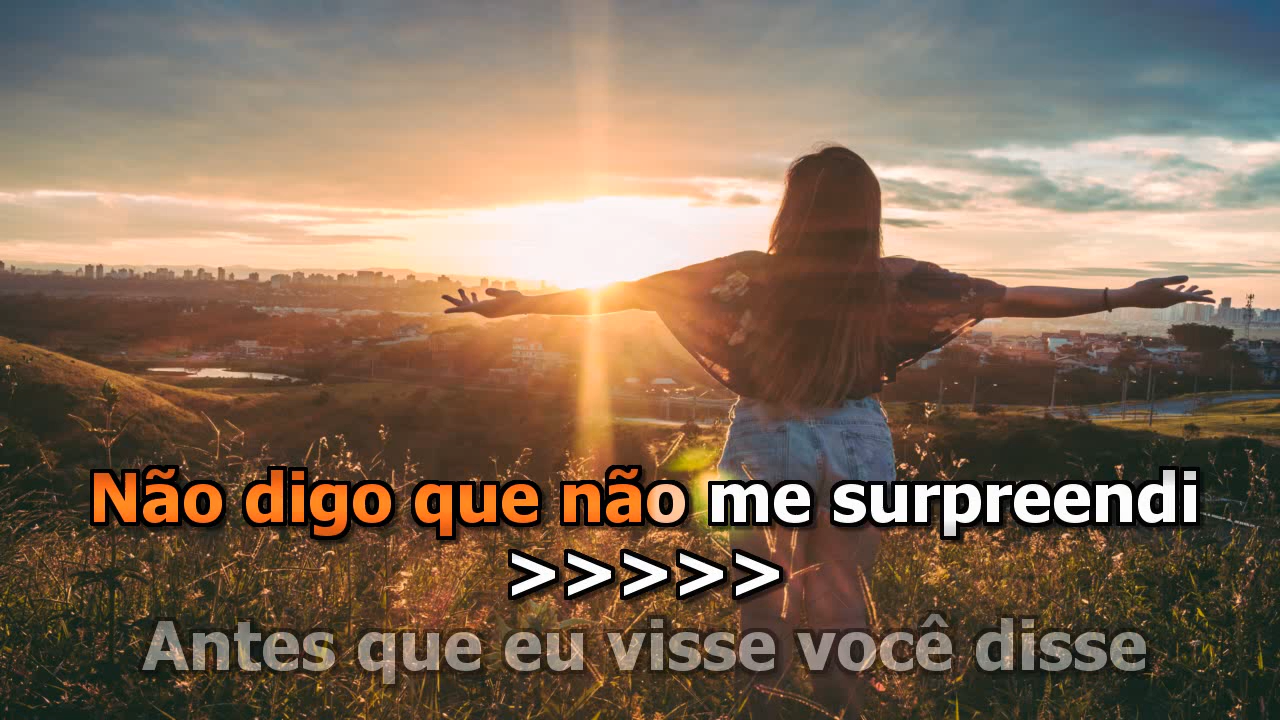 Não digo que não me surpreendi
>>>>>
Antes que eu visse você disse